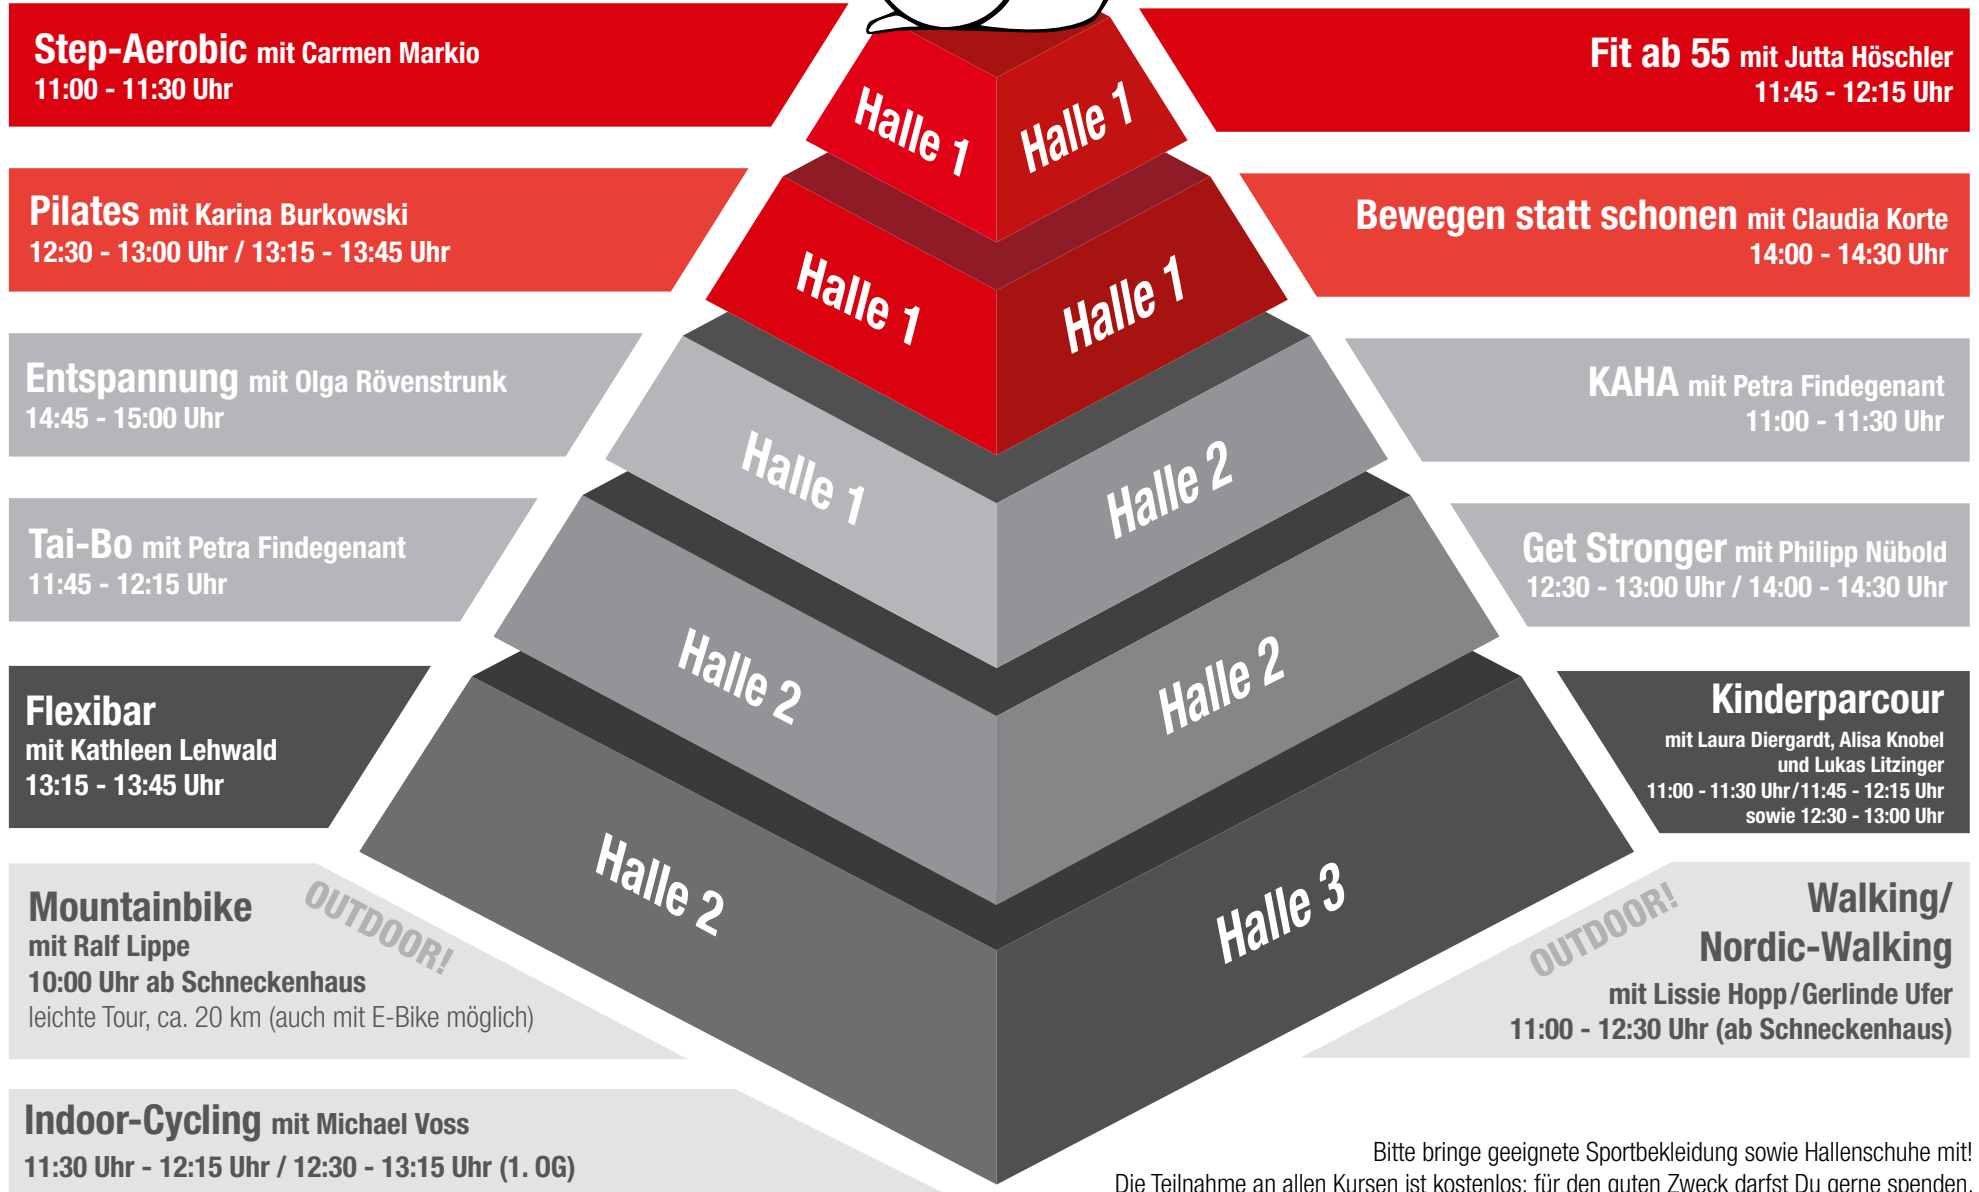 Step-Aerobic mit Carmen Markio
11:00 - 11:30 Uhr
Halle 1
Halle 1
Fit ab 55 mit Jutta Höschler
11:45 - 12:15 Uhr
Pilates mit Karina Burkowski
12:30 - 13:00 Uhr / 13:15 - 13:45 Uhr
Halle 1
Halle 1
Bewegen statt schonen mit Claudia Korte
14:00 - 14:30 Uhr
Entspannung mit Olga Rövenstrunk
14:45 - 15:00 Uhr
Halle 1
Halle 2
KAHA mit Petra Findegenant
11:00 - 11:30 Uhr
Tai-Bo mit Petra Findegenant
11:45 - 12:15 Uhr
Halle 2
Halle 2
Get Stronger mit Philipp Nübold
12:30 - 13:00 Uhr / 14:00 - 14:30 Uhr
Flexibar
mit Kathleen Lehwald
13:15 - 13:45 Uhr
Halle 2
Halle 3
Kinderparcour
mit Laura Diergardt, Alisa Knobel
und Lukas Litzinger
11:00 - 11:30 Uhr/11:45 - 12:15 Uhr
sowie 12:30 - 13:00 Uhr
Mountainbike
mit Ralf Lippe
10:00 Uhr ab Schneckenhaus
leichte Tour, ca. 20 km (auch mit E-Bike möglich)
OUTDOOR!
OUTDOOR!
Walking/
Nordic-Walking
mit Lissie Hopp/Gerlinde Ufer
11:00 - 12:30 Uhr (ab Schneckenhaus)
Indoor-Cycling mit Michael Voss
11:30 Uhr - 12:15 Uhr / 12:30 - 13:15 Uhr (1. OG)
Bitte bringe geeignete Sportbekleidung sowie Hallenschuhe mit!
Die Teilnahme an allen Kursen ist kostenlos; für den guten Zweck darfst Du gerne spenden.